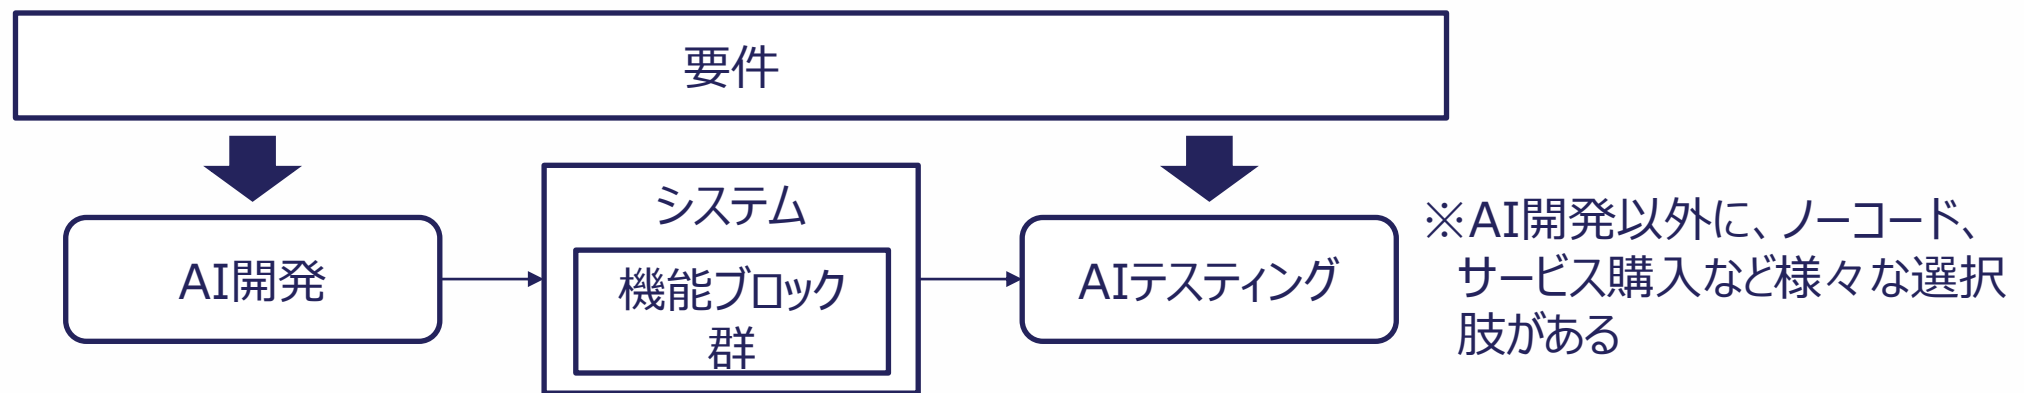 要件
システム
AI開発
機能ブロック
群
AIテスティング
※AI開発以外に、ノーコード、
サービス購入など様々な選択
肢がある